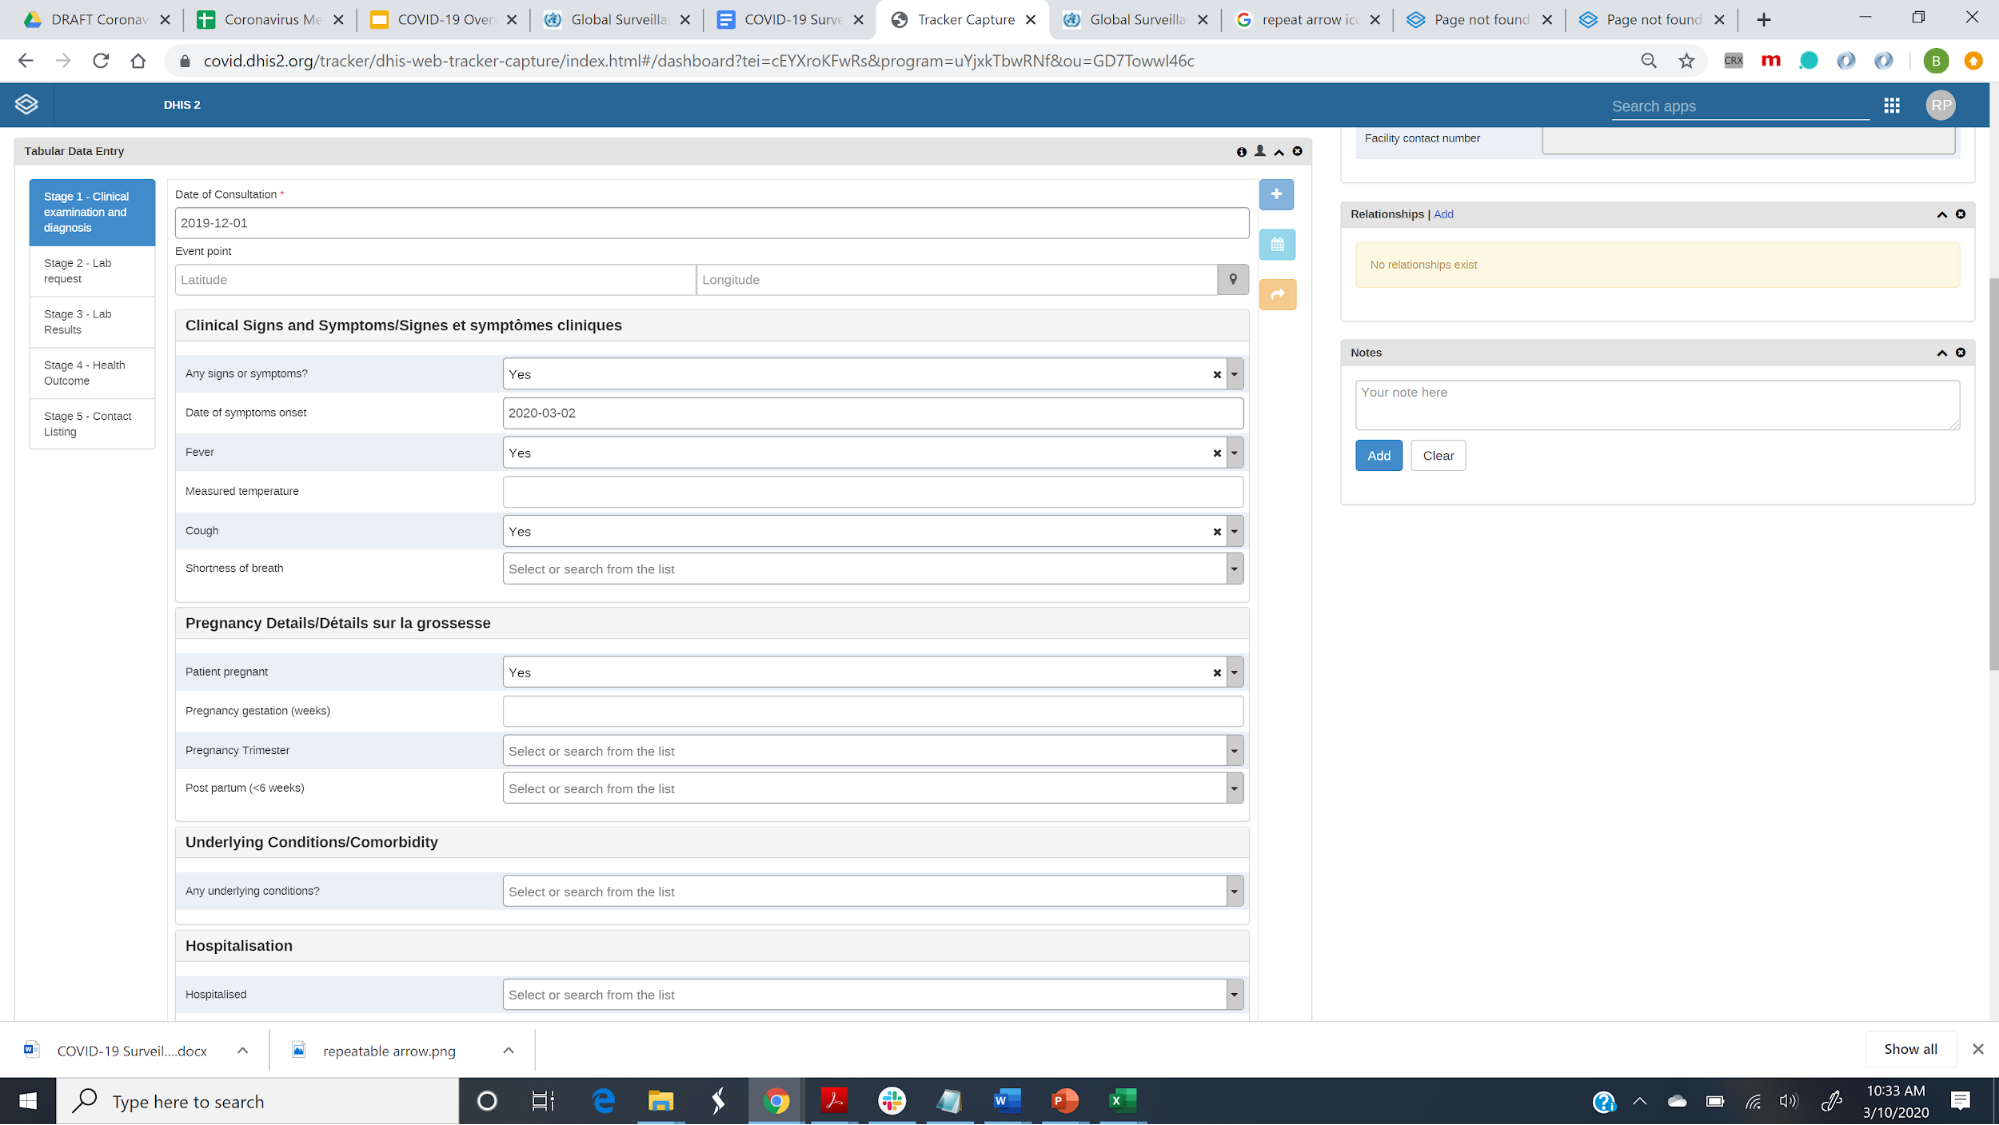 DRAFT Coronav
Coronavirus Me
COVID-19 Over
Global Surveilla
COVID-19 Surve
Tracker Capture
Global Surveilla
repeat arrow ico
Page not found
Page not found
covid.dhis2.org/tracker/dhis-web-tracker-capture/index.html#/dashboard?tei=cEYXroKFwRs&program=uYjxkTbwRNf&ou=GD7TowwI46c
CRX
m
B
DHIS 2
Search apps
RP
Tabular Data Entry
Stage 1 - Clinical
examination and
diagnosis
Stage 2 - Lab
request
Stage 3 - Lab
Results
Stage 4 - Health
Outcome
Stage 5 - Contact
Listing
Date of Consultation *
2019-12-01
Event point
Latitude
Longitude
Clinical Signs and Symptoms/Signes et symptômes cliniques
Any signs or symptoms?
Yes
Date of symptoms onset
2020-03-02
Fever
Yes
Measured temperature
Cough
Yes
Shortness of breath
Select or search from the list
Pregnancy Details/Détails sur la grossesse
Patient pregnant
Yes
Pregnancy gestation (weeks)
Pregnancy Trimester
Select or search from the list
Post partum (<6 weeks)
Select or search from the list
Underlying Conditions/Comorbidity
Any underlying conditions?
Select or search from the list
Hospitalisation
Hospitalised
Select or search from the list
Facility contact number
Relationships | Add
No relationships exist
Notes
Your note here
Add
Clear
COVID-19 Surveil....docx
repeatable arrow.png
Show all
Type here to search
10:33 AM
3/10/2020